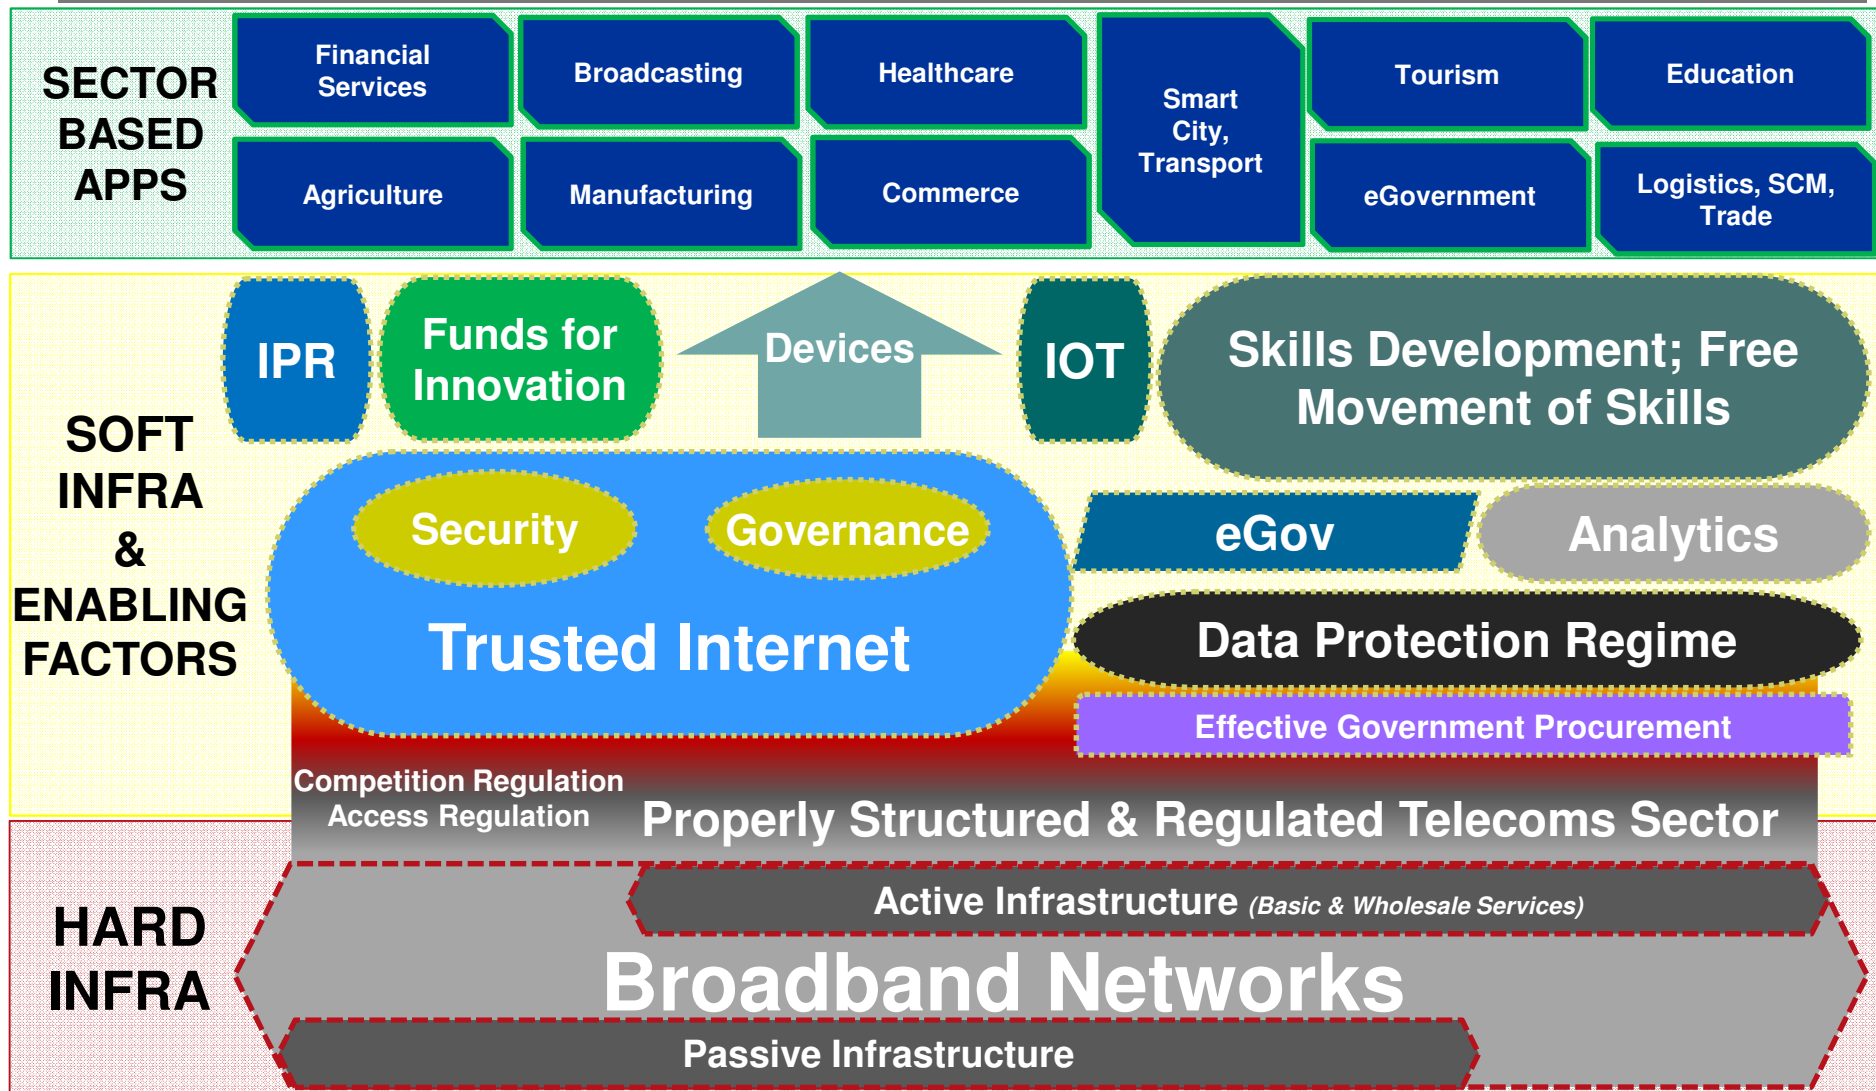 SECTOR
BASED
APPS
Financial
Services
Broadcasting
Healthcare
Smart
City,
Transport
Tourism
Education
Agriculture
Manufacturing
Commerce
eGovernment
Logistics, SCM,
Trade
SOFT
INFRA
&
ENABLING
FACTORS
IPR
Funds for
Innovation
Devices
IOT
Skills Development; Free
Movement of Skills
Security
Governance
Trusted Internet
eGov
Analytics
Data Protection Regime
Effective Government Procurement
Competition Regulation
Access Regulation
Properly Structured & Regulated Telecoms Sector
HARD
INFRA
Active Infrastructure (Basic & Wholesale Services)
Broadband Networks
Passive Infrastructure